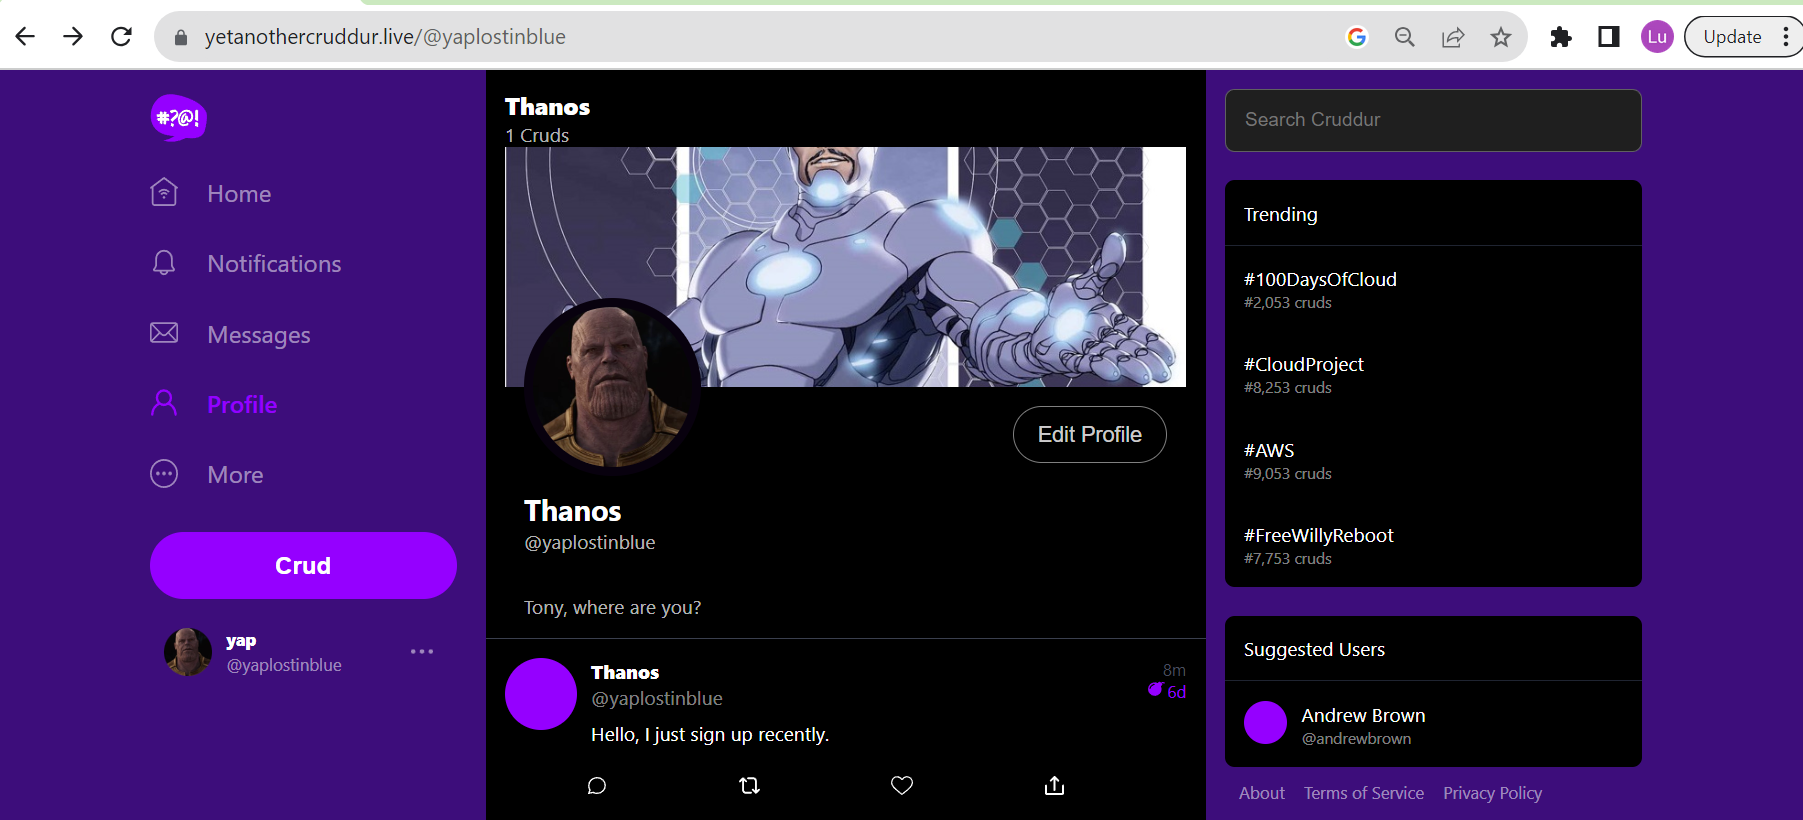 yetanothercruddur.live/@yaplostinblue
Lu
Update
#?@!
Home
Notifications
Messages
Profile
More
Crud
yap
@yaplostinblue
Thanos
1 Cruds
Edit Profile
Thanos
@yaplostinblue
Tony, where are you?
Thanos
@yaplostinblue
8m
6d
Hello, I just sign up recently.
Search Cruddur
Trending
#100DaysOfCloud
#2,053 cruds
#CloudProject
#8,253 cruds
#AWS
#9,053 cruds
#FreeWillyReboot
#7,753 cruds
Suggested Users
Andrew Brown
@andrewbrown
About Terms of Service Privacy Policy